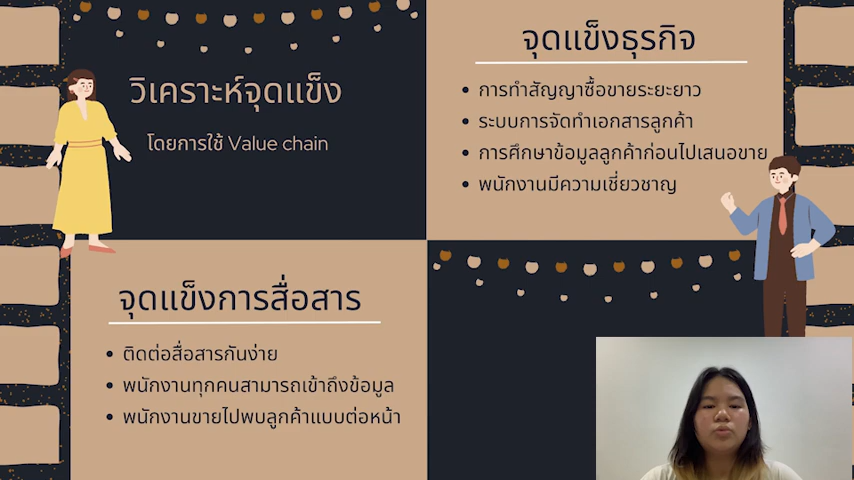 วิเคราะห์จุดแข็ง
โดยการใช้ Value chain
จุดแข็งธุรกิจ
การทำสัญญาซื้อขายระยะยาว
ระบบการจัดทำเอกสารลูกค้า
การศึกษาข้อมูลลูกค้าก่อนไปเสนอขาย
พนักงานมีความเชี่ยวชาญ
จุดแข็งการสื่อสาร
ติดต่อสื่อสารกันง่าย
พนักงานทุกคนสามารถเข้าถึงข้อมูล
พนักงานขายไปพบลูกค้าแบบต่อหน้า